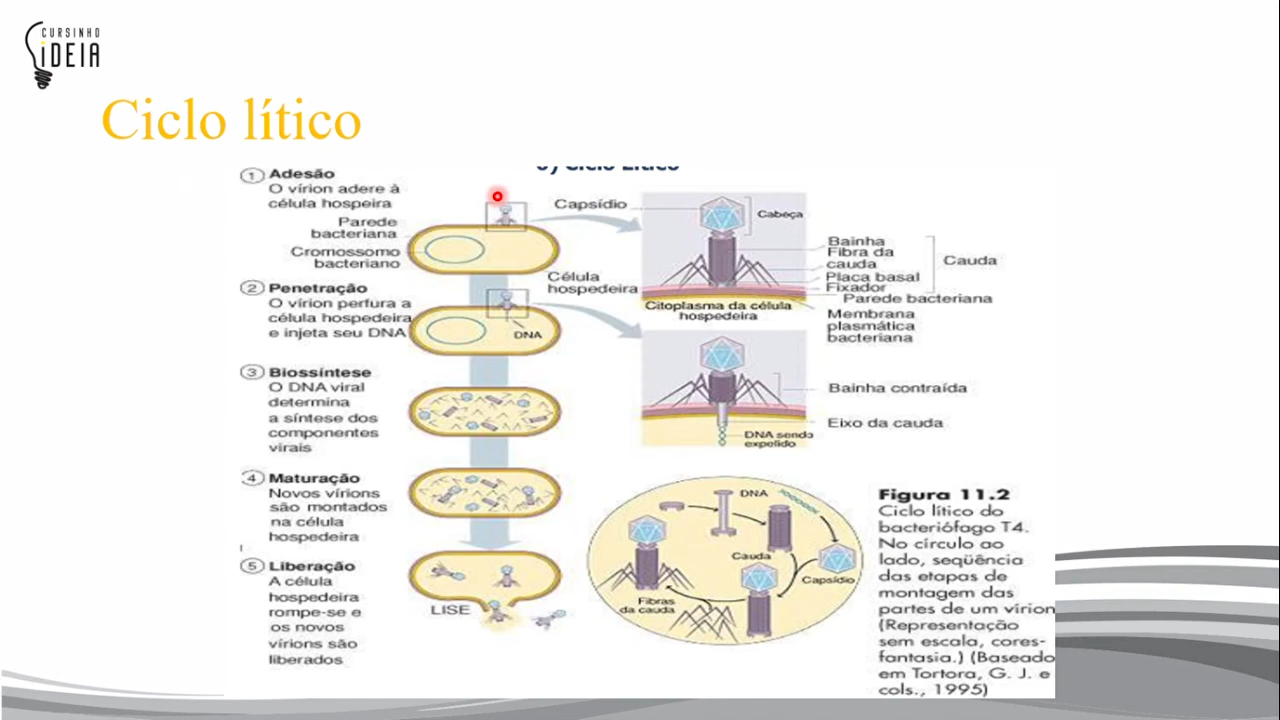 CURSINHO
iDEIA
Ciclo lítico
Ciclo Lítico
1 Adesão
O vírion adere à
célula hospeira
Parede
bacteriana
Cromossomo
bacteriano
2 Penetração
O vírion perfura a
célula hospedeira
e injeta seu DNA
3 Biossíntese
O DNA viral
determina
a síntese dos
componentes
virais
4 Maturação
Novos vírions
são montados
na célula
hospedeira
5 Liberação
A célula
hospedeira
rompe-se e
os novos
vírions são
liberados
DNA
LISE
Capsídio
Cabeça
Célula
hospedeira
Bainha
Fibra da
cauda
Placa basal
Fixador
Cauda
Parede bacteriana
Citoplasma da célula
hospedeira
Membrana
plasmática
bacteriana
Bainha contraída
Eixo da cauda
DNA sendo
expelido
DNA
Cauda
Capsídio
Fibras
da cauda
Figura 11.2
Ciclo lítico do
bacteriófago T4.
No círculo ao
lado, seqüência
das etapas de
montagem das
partes de um vírion
(Representação
sem escala, cores-
fantasia.) (Baseado
em Tortora, G. J. e
cols., 1995)